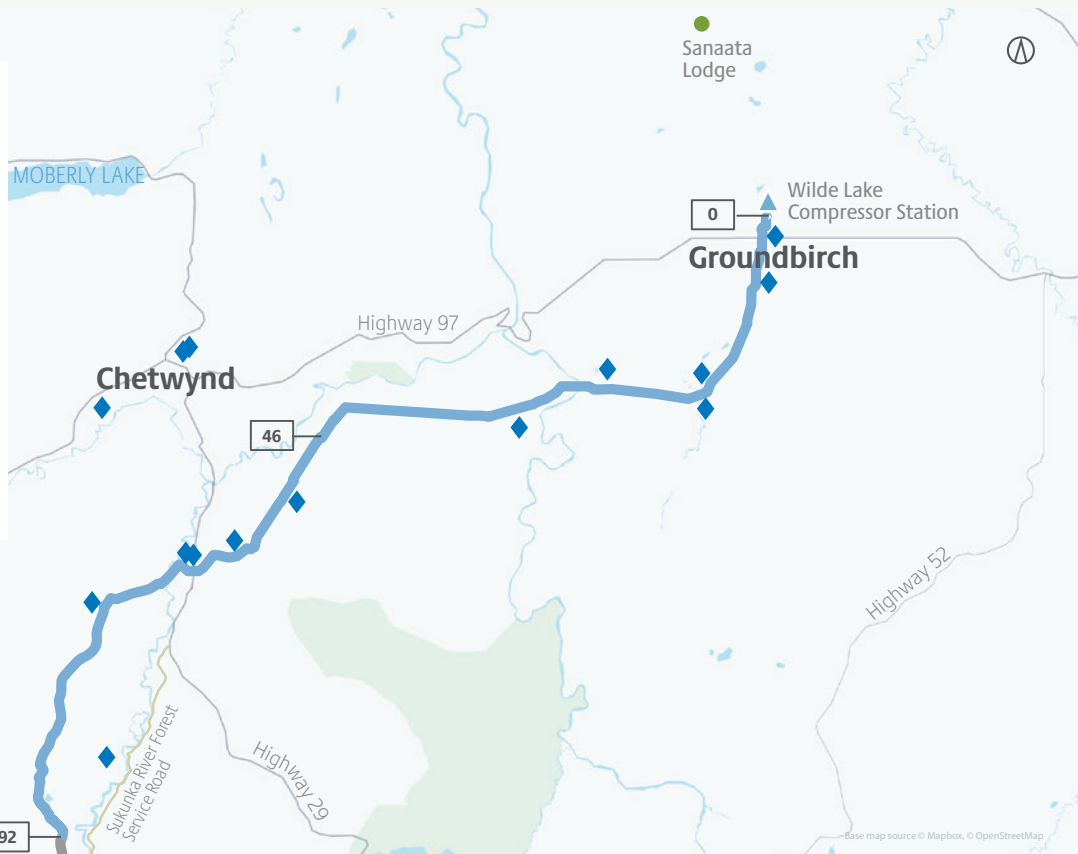 Sanaata
Lodge
MOBERLY LAKE
Wilde Lake
Compressor Station
0
Groundbirch
Highway 97
Chetwynd
46
Highway 52
Sukunka River Forest
Service Road
Highway 29
92
Base map source © Mapbox, © OpenStreetMap